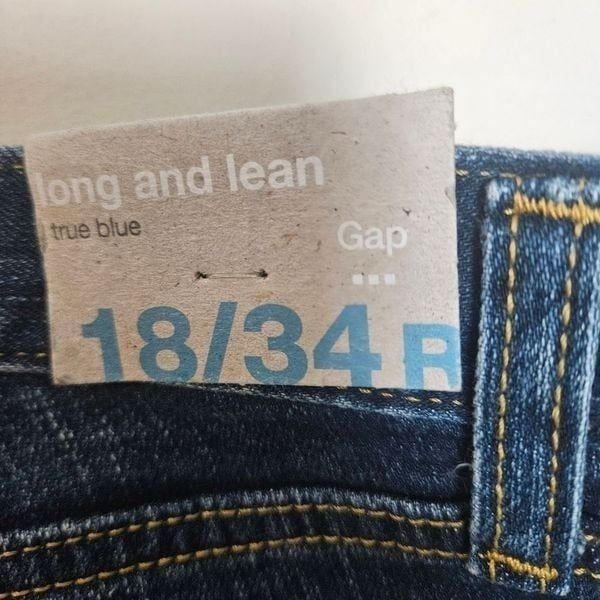 long and lean
true blue
Gap
18/34 R